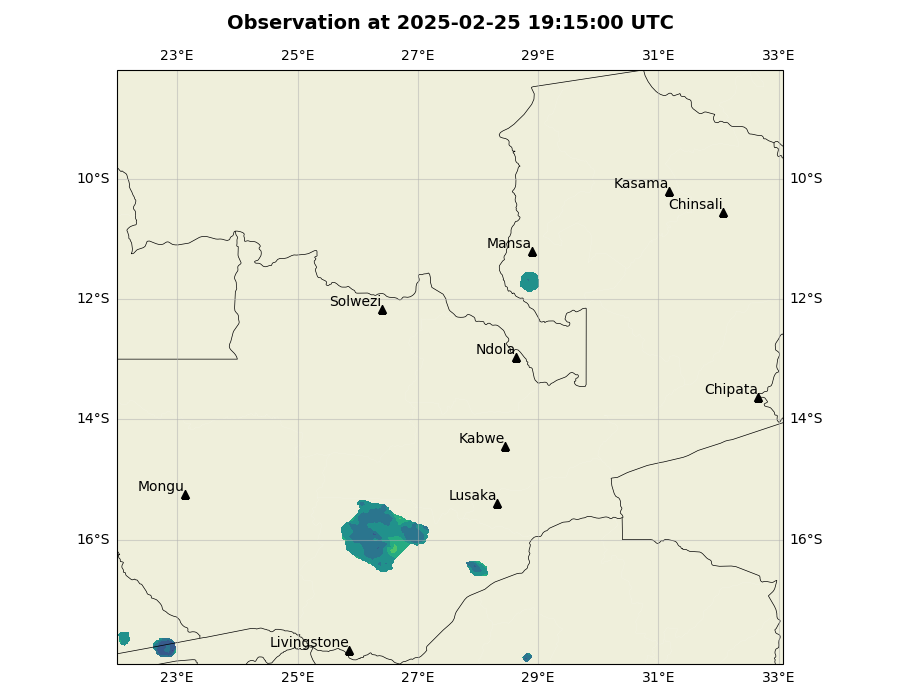 Observation at 2025-02-25 19:15:00 UTC
23°E 25°E 27°E 29°E 31°E 33°E
10°S 10°S
Kasama
Chinsali
Mansa
12°S 12°S
Solwezi
Ndola
Chipata
14°S 14°S
Kabwe
Mongu
Lusaka
16°S 16°S
Livingstone
23°E 25°E 27°E 29°E 31°E 33°E